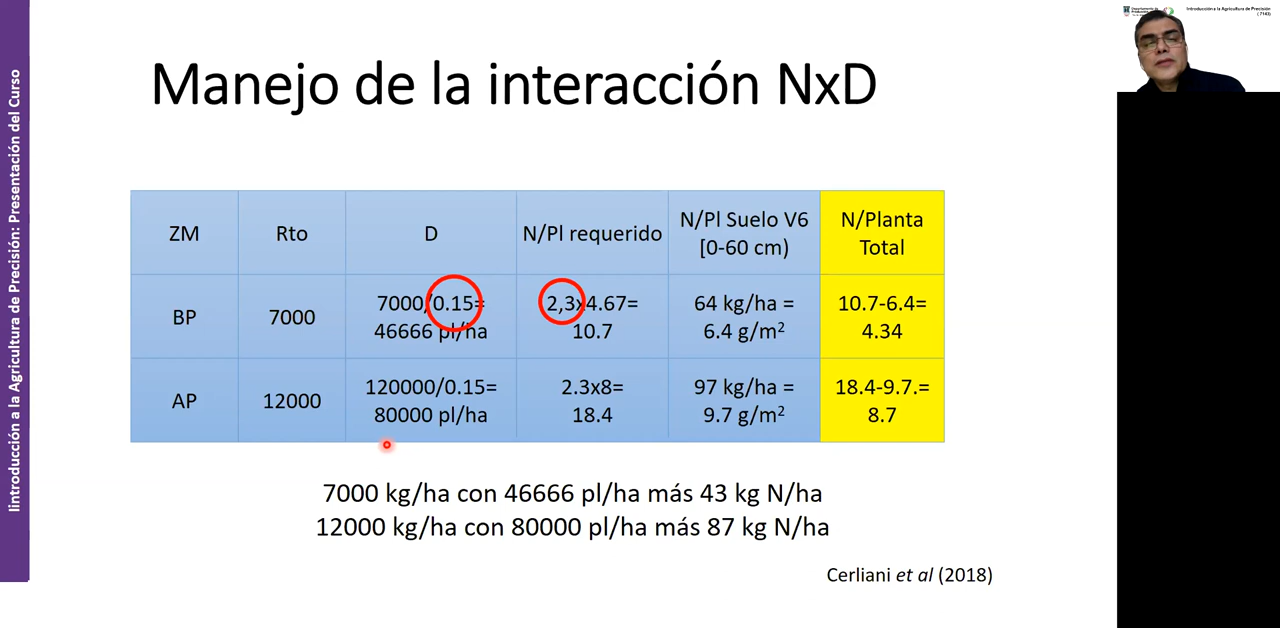 Introducción a la Agricultura de Precisión
(7143)
Iintroducción a la Agricultura de Precisión: Presentación del Curso
Manejo de la interacción NxD
ZM
Rto
D
N/Pl requerido
N/Pl Suelo V6
[0-60 cm)
N/Planta
Total
BP
7000
7000/0.15=
46666 pl/ha
2,3x4.67=
10.7
64 kg/ha =
6.4 g/m²
10.7-6.4=
4.34
AP
12000
120000/0.15=
80000 pl/ha
2.3x8=
18.4
97 kg/ha =
9.7 g/m²
18.4-9.7.=
8.7
7000 kg/ha con 46666 pl/ha más 43 kg N/ha
12000 kg/ha con 80000 pl/ha más 87 kg N/ha
Cerliani et al (2018)